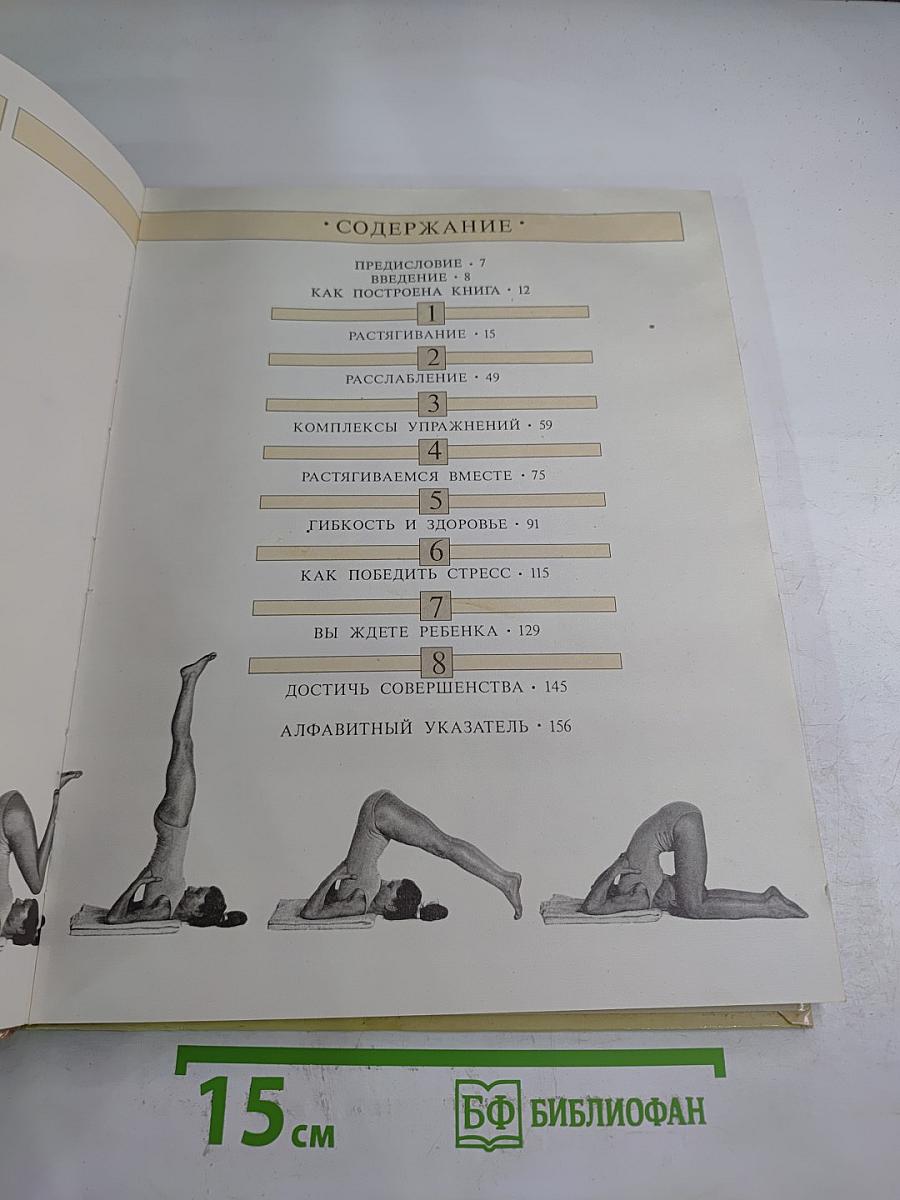 · СОДЕРЖАНИЕ ·
ПРЕДИСЛОВИЕ · 7
ВВЕДЕНИЕ · 8
КАК ПОСТРОЕНА КНИГА · 12
1
РАСТЯГИВАНИЕ · 15
2
РАССЛАБЛЕНИЕ · 49
3
КОМПЛЕКСЫ УПРАЖНЕНИЙ · 59
4
РАСТЯГИВАЕМСЯ ВМЕСТЕ · 75
5
ГИБКОСТЬ И ЗДОРОВЬЕ · 91
6
КАК ПОБЕДИТЬ СТРЕСС · 115
7
ВЫ ЖДЕТЕ РЕБЕНКА · 129
8
ДОСТИЧЬ СОВЕРШЕНСТВА · 145
АЛФАВИТНЫЙ УКАЗАТЕЛЬ · 156
15 см
БФ БИБЛИОФАН